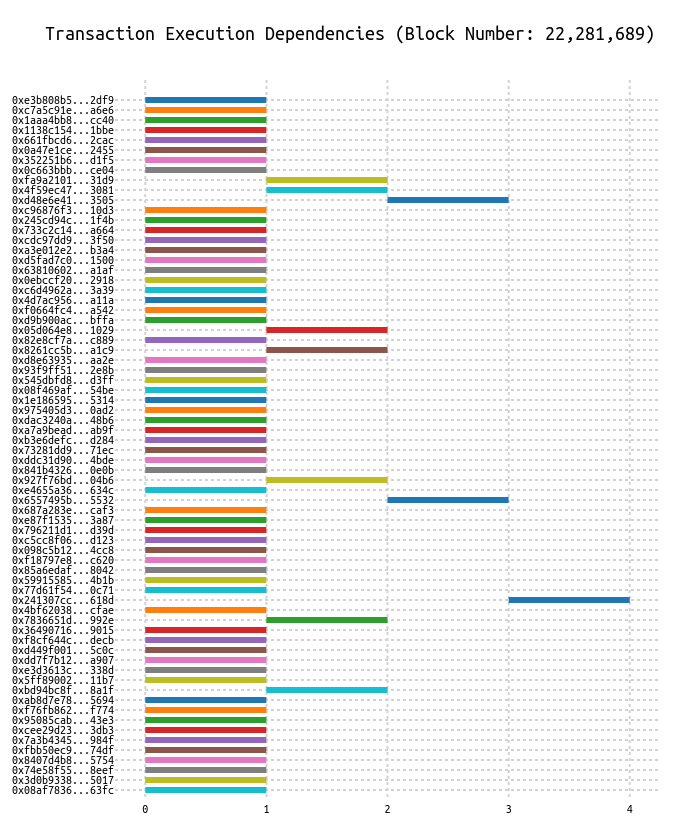 Transaction Execution Dependencies (Block Number: 22,281,689)
0xe3b808b5...2df9
0xc7a5c91e...a6e6
0x1aaa4bb8...cc40
0x1138c154...1bbe
0x661fbcd6...2cac
0x0a47e1ce...2455
0x352251b6...d1f5
0x0c663bbb...ce04
0xfa9a2101...31d9
0x4f59ec47...3081
0xd48e6e41...3505
0xc96876f3...10d3
0x245cd94c...1f4b
0x733c2c14...a664
0xcdc97dd9...3f50
0xa3e012e2...b3a4
0xd5fad7c0...1500
0x63810602...a1af
0x0ebccf20...2918
0xc6d4962a...3a39
0x4d7ac956...a11a
0xf0664fc4...a542
0xd9b900ac...bffa
0x05d064e8...1029
0x82e8cf7a...c889
0x8261cc5b...a1c9
0xd8e63935...aa2e
0x93f9ff51...2e8b
0x545dbfd8...d3ff
0x08f469af...54be
0x1e186595...5314
0x975405d3...0ad2
0xdac3240a...48b6
0xa7a9bead...ab9f
0xb3e6defc...d284
0x73281dd9...71ec
0xddc31d90...4bde
0x841b4326...0e0b
0x927f76bd...04b6
0xe4655a36...634c
0x6557495b...5532
0x687a283e...caf3
0xe87f1535...3a87
0x796211d1...d39d
0xc5cc8f06...d123
0x098c5b12...4cc8
0xf18797e8...c620
0x85a6edaf...8042
0x59915585...4b1b
0x77d61f54...0c71
0x241307cc...618d
0x4bf62038...cfae
0x7836651d...992e
0x36490716...9015
0xf8cf644c...decb
0xd449f001...5c0c
0xdd7f7b12...a907
0xe3d3613c...338d
0x5ff89002...11b7
0xbd94bc8f...8a1f
0xab8d7e78...5694
0xf76fb862...f774
0x95085cab...43e3
0xcee29d23...3db3
0x7a3b4345...984f
0xfbb50ec9...74df
0x8407d4b8...5754
0x74e58f55...8eef
0x3d0b9338...5017
0x08af7836...63fc
0 1 2 3 4